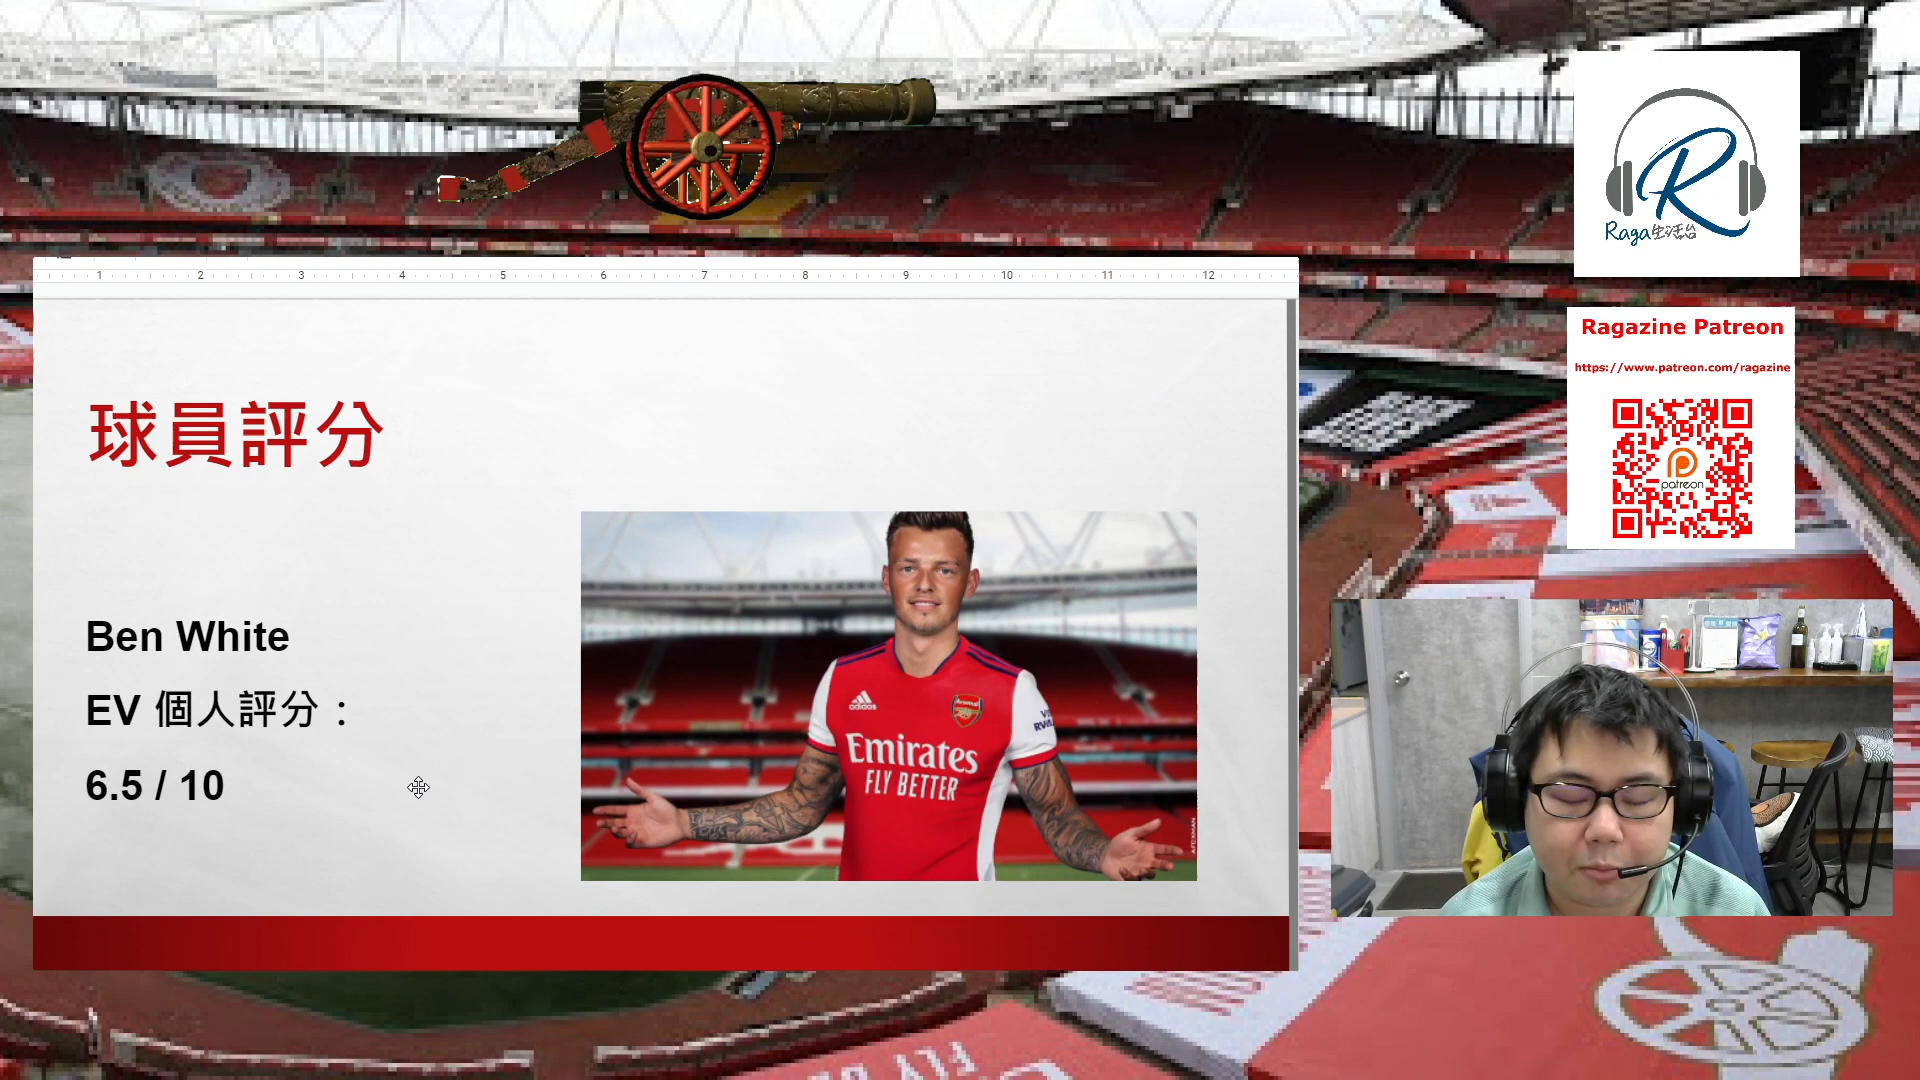 Raga生活台
1 2 3 4 5 6 7 8 9 10 11 12
Ragazine Patreon
https://www.patreon.com/ragazine
patreon
球員評分
Ben White
EV 個人評分：
6.5 / 10
adidas
Arsenal
Emirates
FLY BETTER